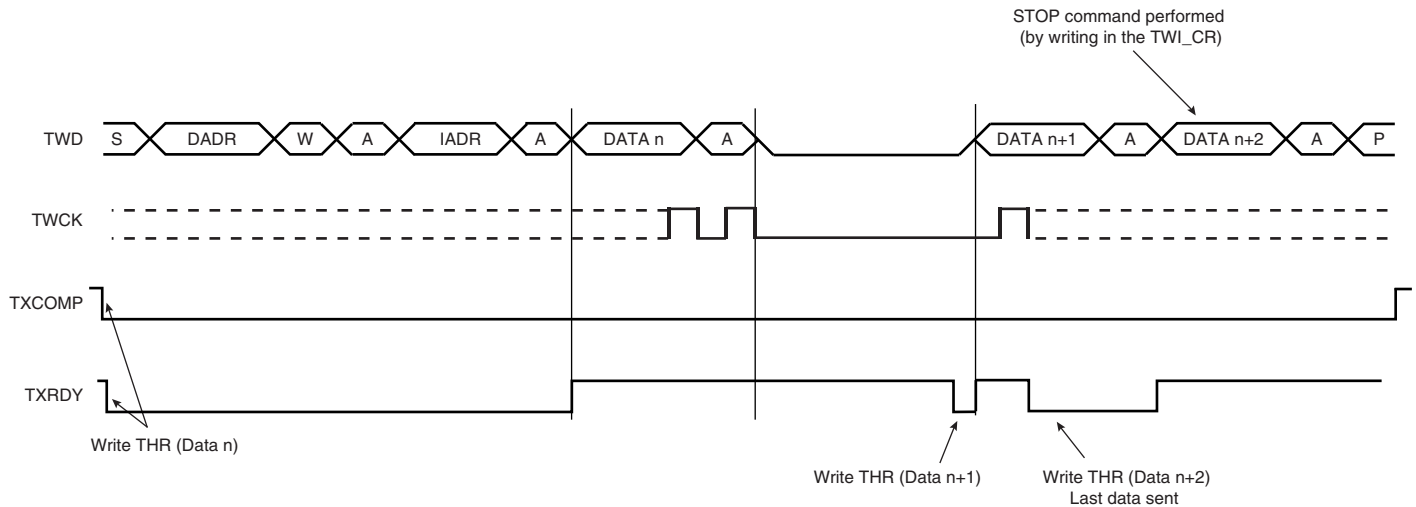 STOP command performed
(by writing in the TWI_CR)
TWD S DADR W A IADR A DATA n A DATA n+1 A DATA n+2 A P
TWCK
TXCOMP
TXRDY
Write THR (Data n)
Write THR (Data n+1)
Write THR (Data n+2)
Last data sent